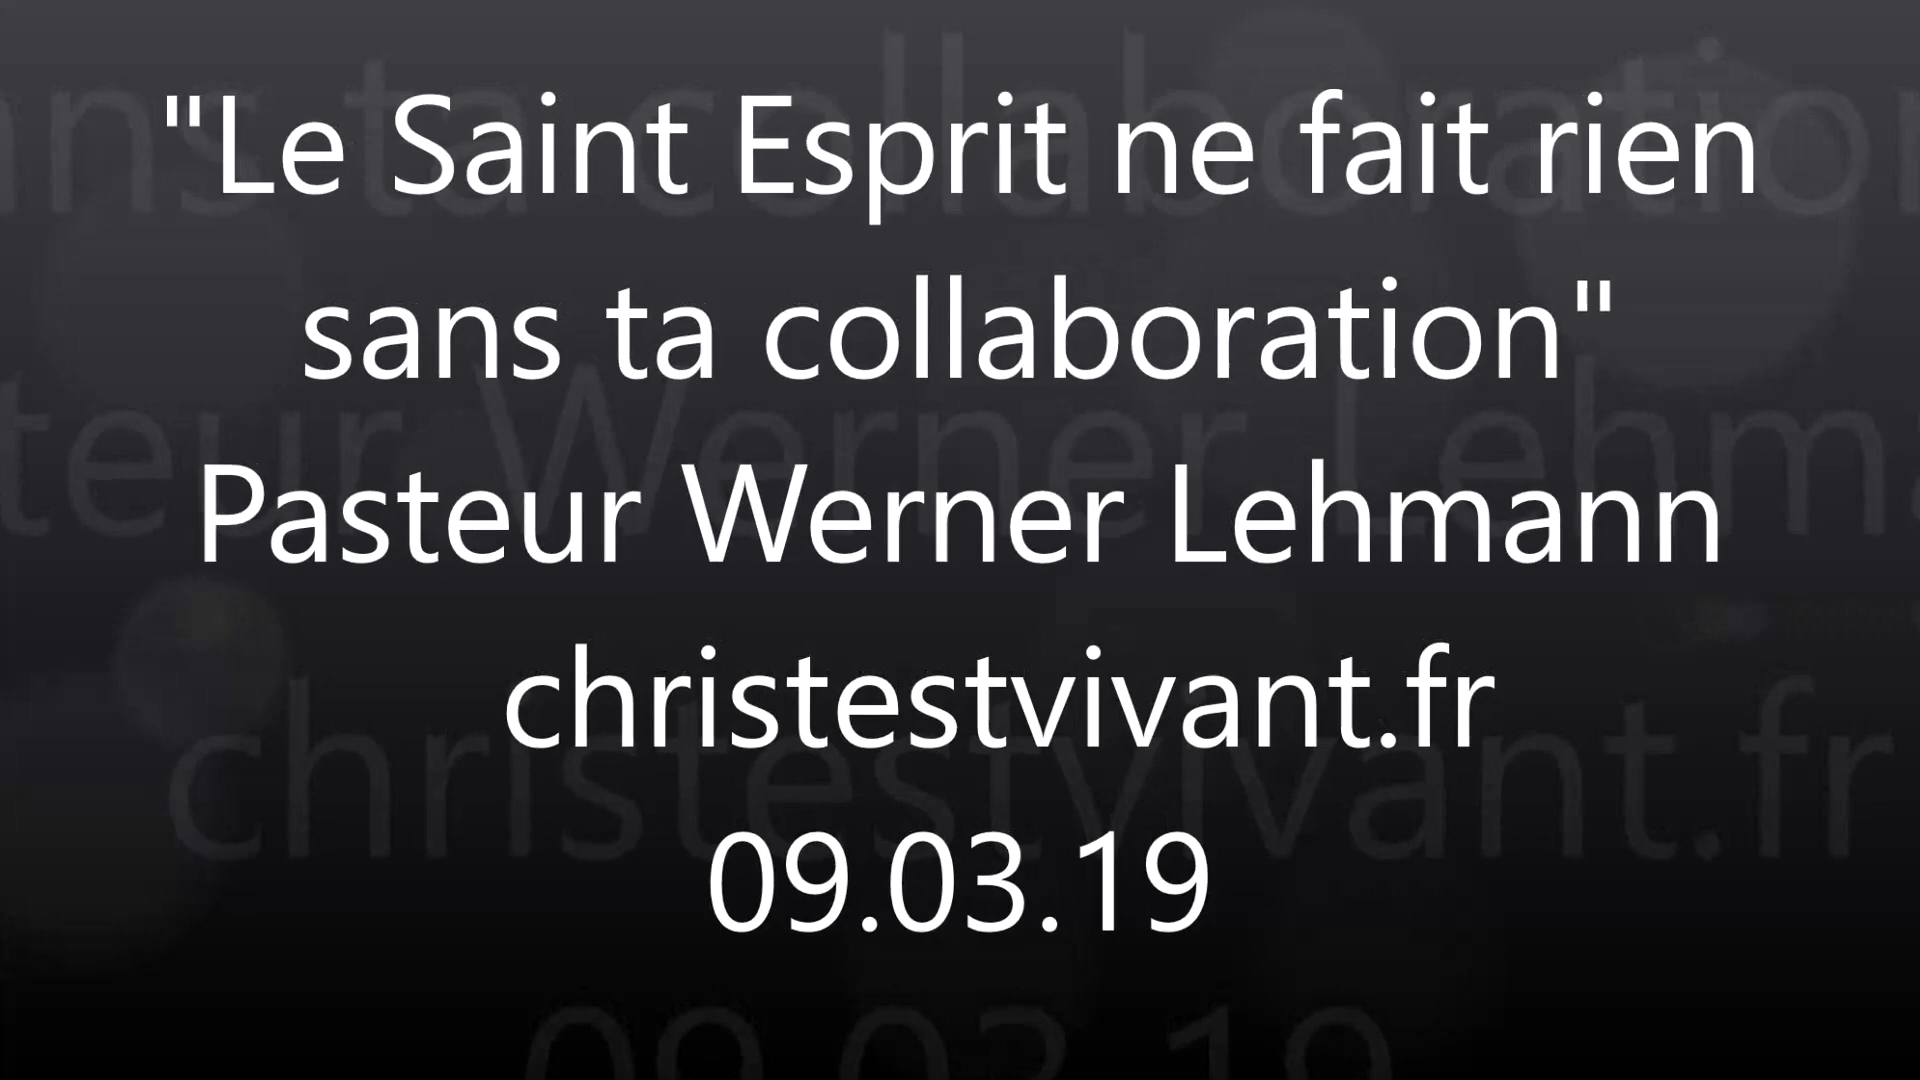 "Le Saint Esprit ne fait rien
sans ta collaboration"
Pasteur Werner Lehmann
christestvivant.fr
09.03.19